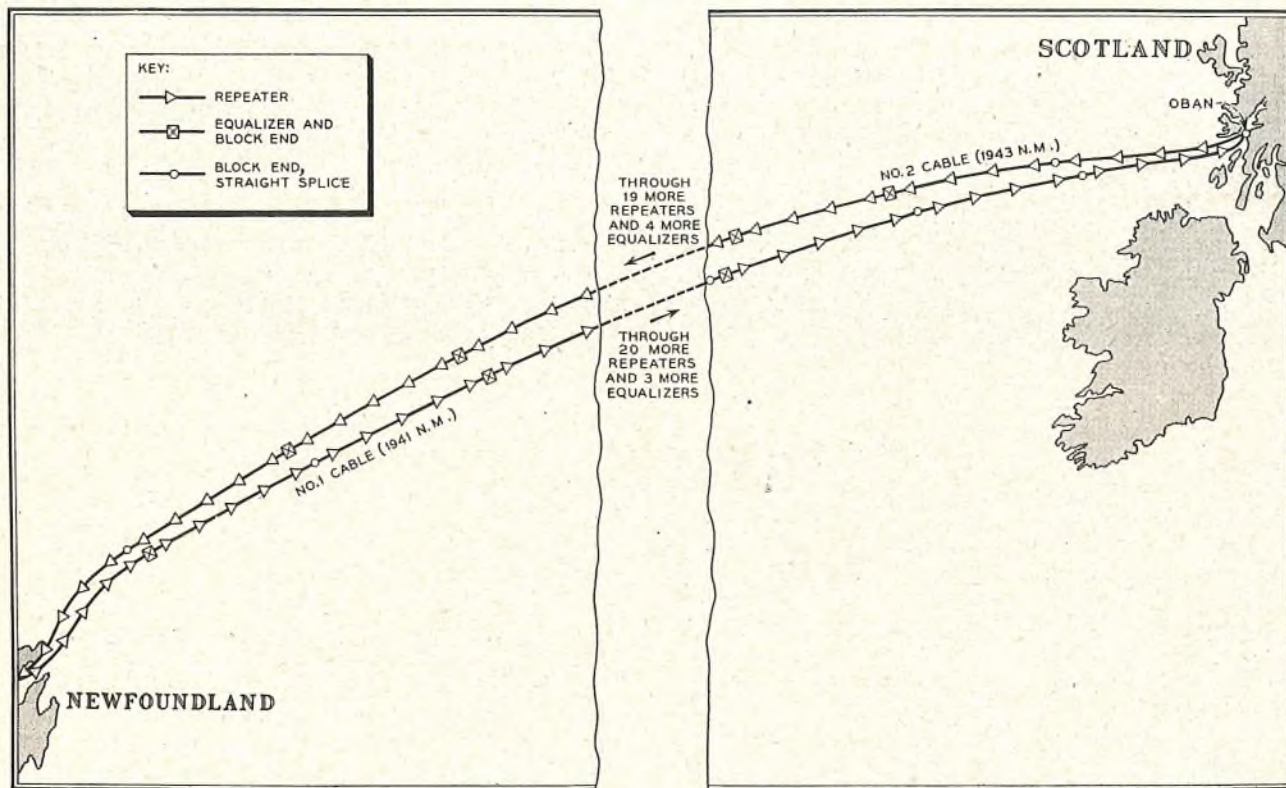 KEY:
REPEATER
EQUALIZER AND
BLOCK END
BLOCK END,
STRAIGHT SPLICE
SCOTLAND
OBAN
NO.2 CABLE (1943 N.M.)
THROUGH
19 MORE
REPEATERS
AND 4 MORE
EQUALIZERS
THROUGH
20 MORE
REPEATERS
AND 3 MORE
EQUALIZERS
NO.1 CABLE (1941 N.M.)
NEWFOUNDLAND